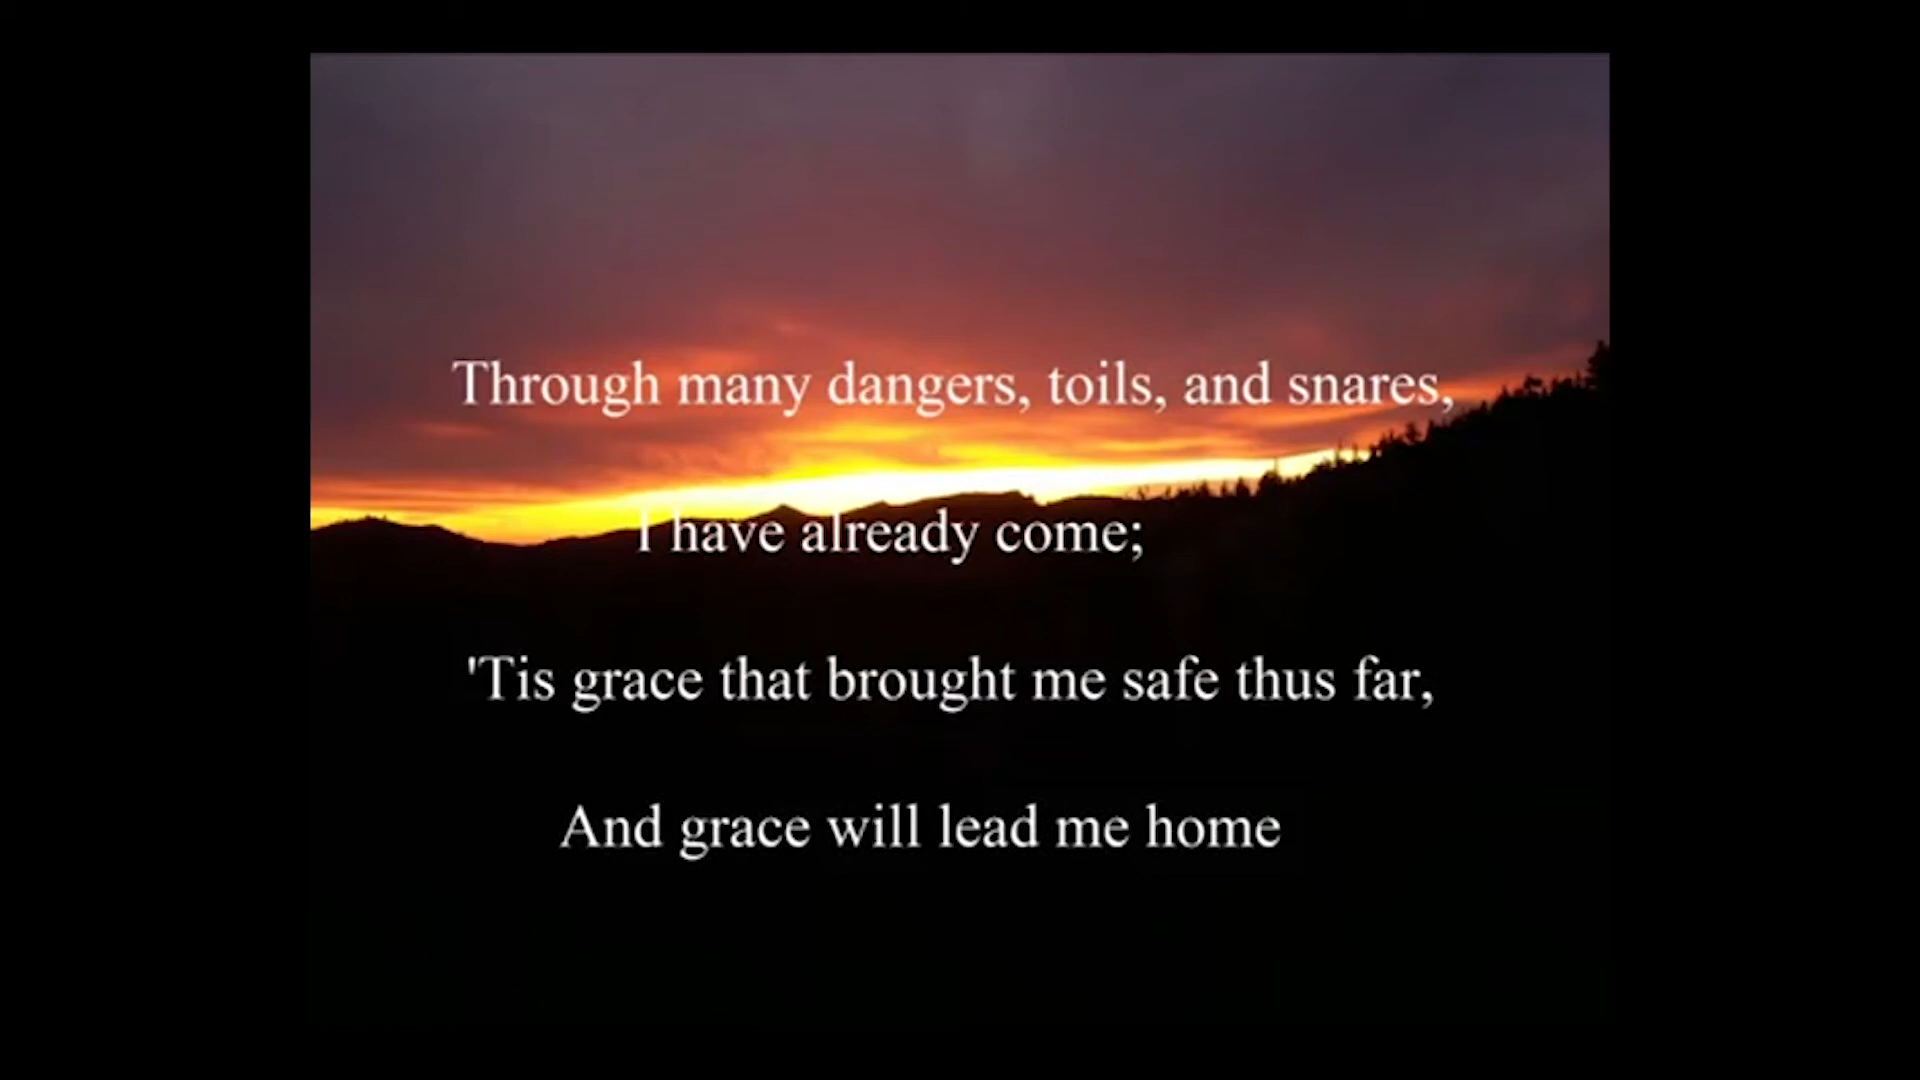 Through many dangers, toils, and snares,
I have already come;
'Tis grace that brought me safe thus far,
And grace will lead me home